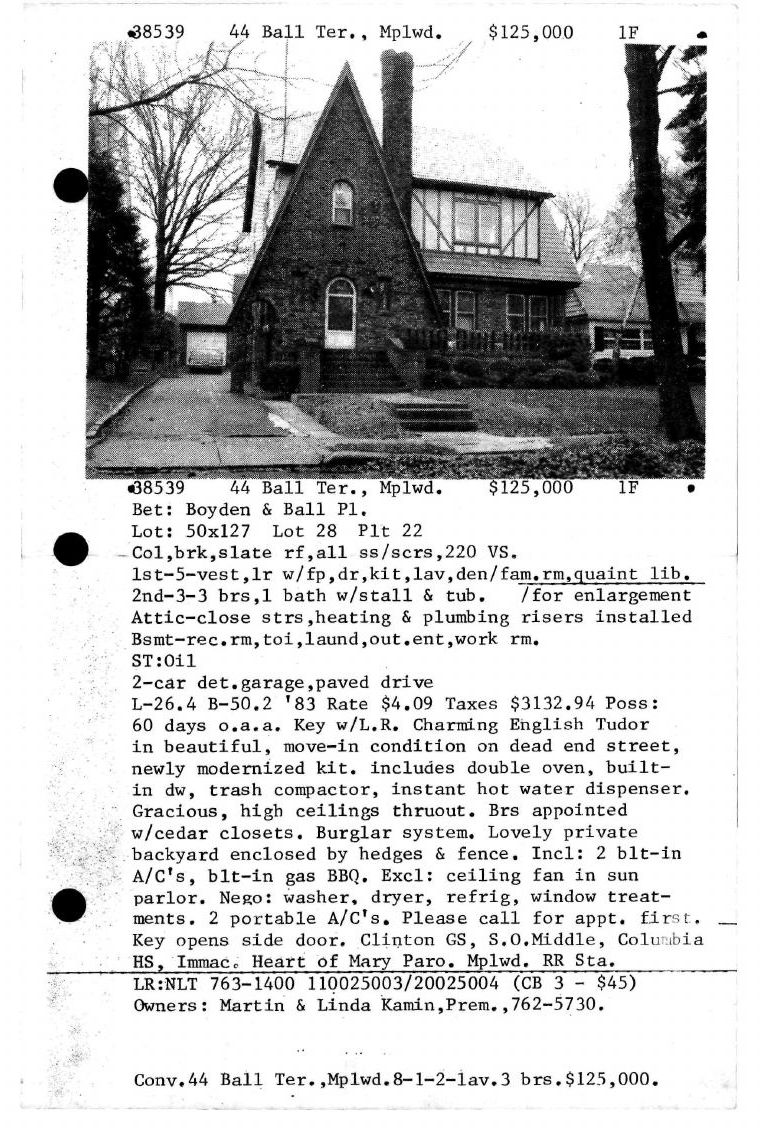 38539 44 Ball Ter., Mplwd. $125,000 1F
38539 44 Ball Ter., Mplwd. $125,000 1F
Bet: Boyden & Ball Pl.
Lot: 50x127 Lot 28 Plt 22
Col,brk,slate rf,all ss/scrs,220 VS.
1st-5-vest,lr w/fp,dr,kit,lav,den/fam.rm,quaint lib.
2nd-3-3 brs,1 bath w/stall & tub. /for enlargement
Attic-close strs,heating & plumbing risers installed
Bsmt-rec.rm,toi,laund,out.ent,work rm.
ST:Oil
2-car det.garage,paved drive
L-26.4 B-50.2 '83 Rate $4.09 Taxes $3132.94 Poss:
60 days o.a.a. Key w/L.R. Charming English Tudor
in beautiful, move-in condition on dead end street,
newly modernized kit. includes double oven, built-
in dw, trash compactor, instant hot water dispenser.
Gracious, high ceilings thruout. Brs appointed
w/cedar closets. Burglar system. Lovely private
backyard enclosed by hedges & fence. Incl: 2 blt-in
A/C's, blt-in gas BBQ. Excl: ceiling fan in sun
parlor. Nego: washer, dryer, refrig, window treat-
ments. 2 portable A/C's. Please call for appt. first.
Key opens side door. Clinton GS, S.O.Middle, Columbia
HS, Immac. Heart of Mary Paro. Mplwd. RR Sta.
LR:NLT 763-1400 110025003/20025004 (CB 3 - $45)
Owners: Martin & Linda Kamin,Prem.,762-5730.
Conv.44 Ball Ter.,Mplwd.8-1-2-lav.3 brs.$125,000.